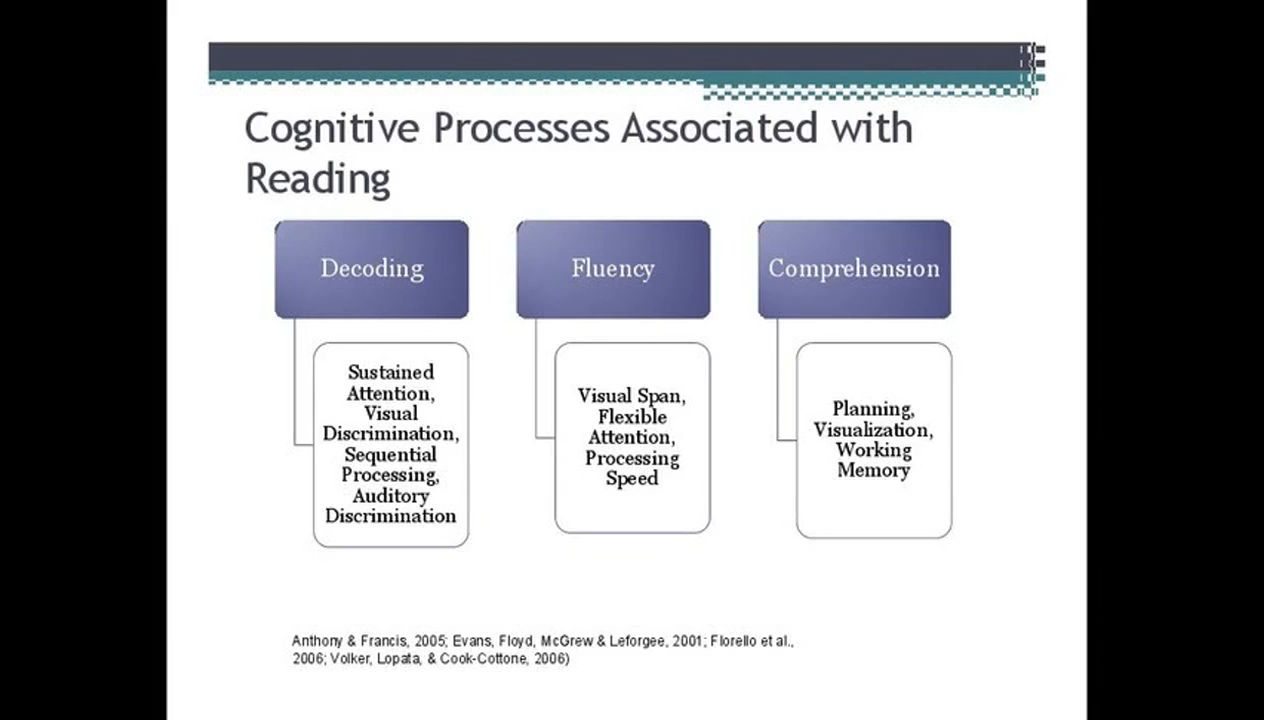 Cognitive Processes Associated with
Reading
Decoding
Sustained
Attention,
Visual
Discrimination,
Sequential
Processing,
Auditory
Discrimination
Fluency
Visual Span,
Flexible
Attention,
Processing
Speed
Comprehension
Planning,
Visualization,
Working
Memory
Anthony & Francis, 2005; Evans, Floyd, McGrew & Leforgee, 2001; Florello et al.,
2006; Volker, Lopata, & Cook-Cottone, 2006)